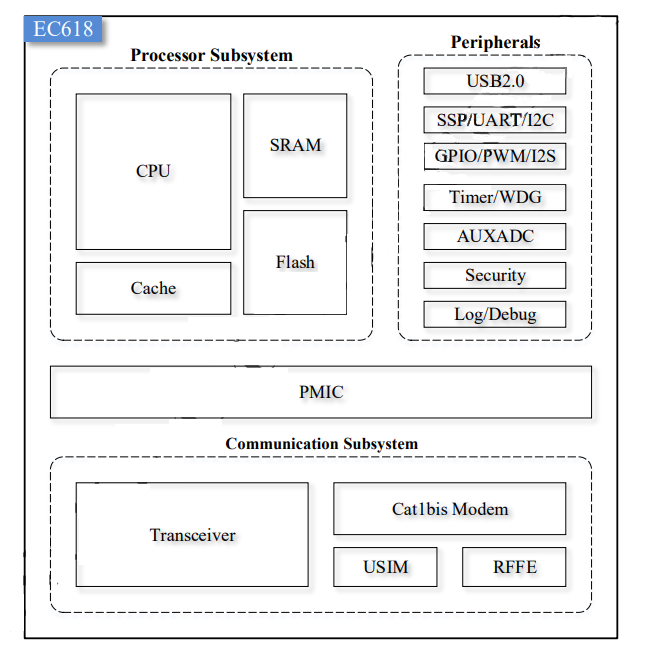 EC618
Processor Subsystem
CPU
SRAM
Cache
Flash
Peripherals
USB2.0
SSP/UART/I2C
GPIO/PWM/I2S
Timer/WDG
AUXADC
Security
Log/Debug
PMIC
Communication Subsystem
Transceiver
Cat1bis Modem
USIM
RFFE